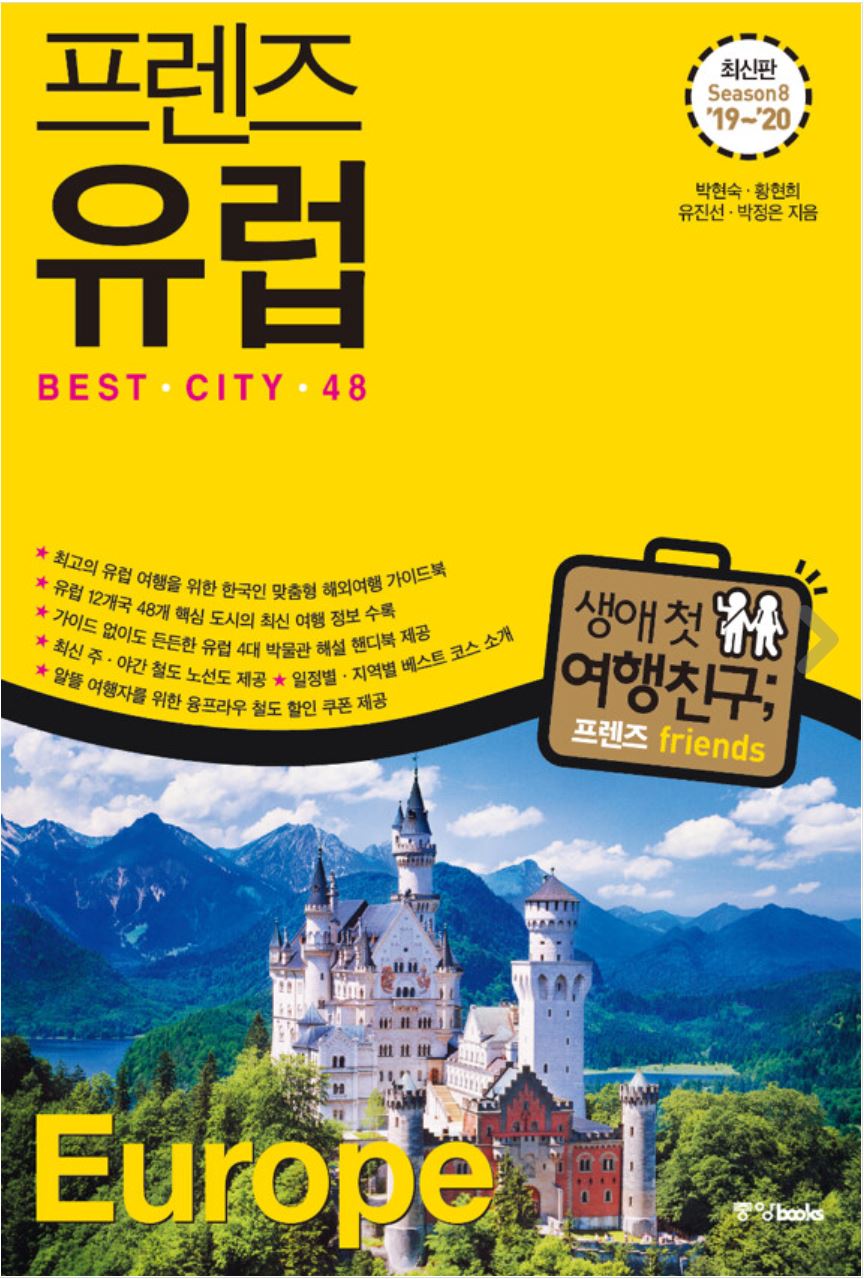 프렌즈
유럽
BEST · CITY · 48
최신판
Season8
'19~'20
박현숙 · 황현희
유진선 · 박정은 지음
★ 최고의 유럽 여행을 위한 한국인 맞춤형 해외여행 가이드북
★ 유럽 12개국 48개 핵심 도시의 최신 여행 정보 수록
★ 가이드 없이도 든든한 유럽 4대 박물관 해설 핸디북 제공
★ 최신 주 · 야간 철도 노선도 제공 ★ 일정별 · 지역별 베스트 코스 소개
★ 알뜰 여행자를 위한 융프라우 철도 할인 쿠폰 제공
생애 첫
여행친구;
프렌즈 friends
Europe
중앙books